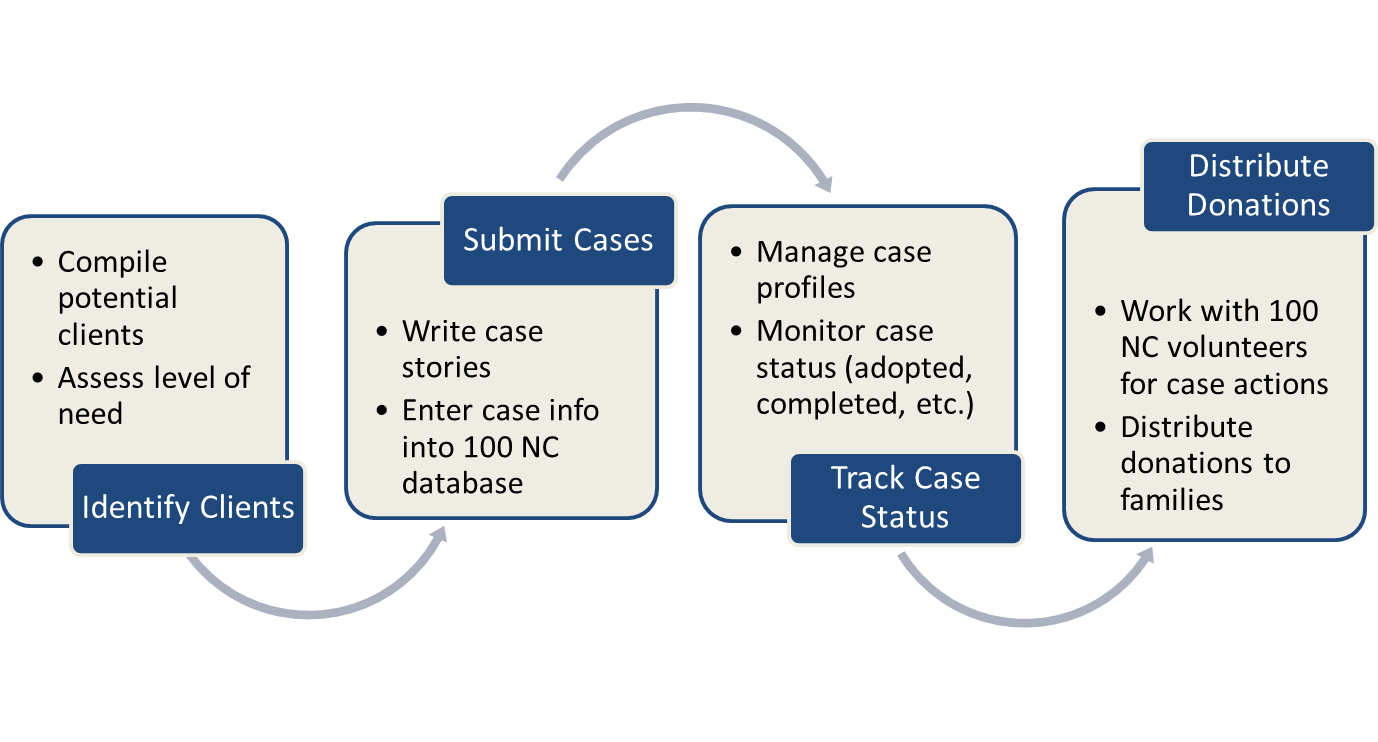 • Compile
potential
clients
• Assess level of
need
Identify Clients
Submit Cases
• Write case
stories
• Enter case info
into 100 NC
database
• Manage case
profiles
• Monitor case
status (adopted,
completed, etc.)
Track Case
Status
Distribute
Donations
• Work with 100
NC volunteers
for case actions
• Distribute
donations to
families